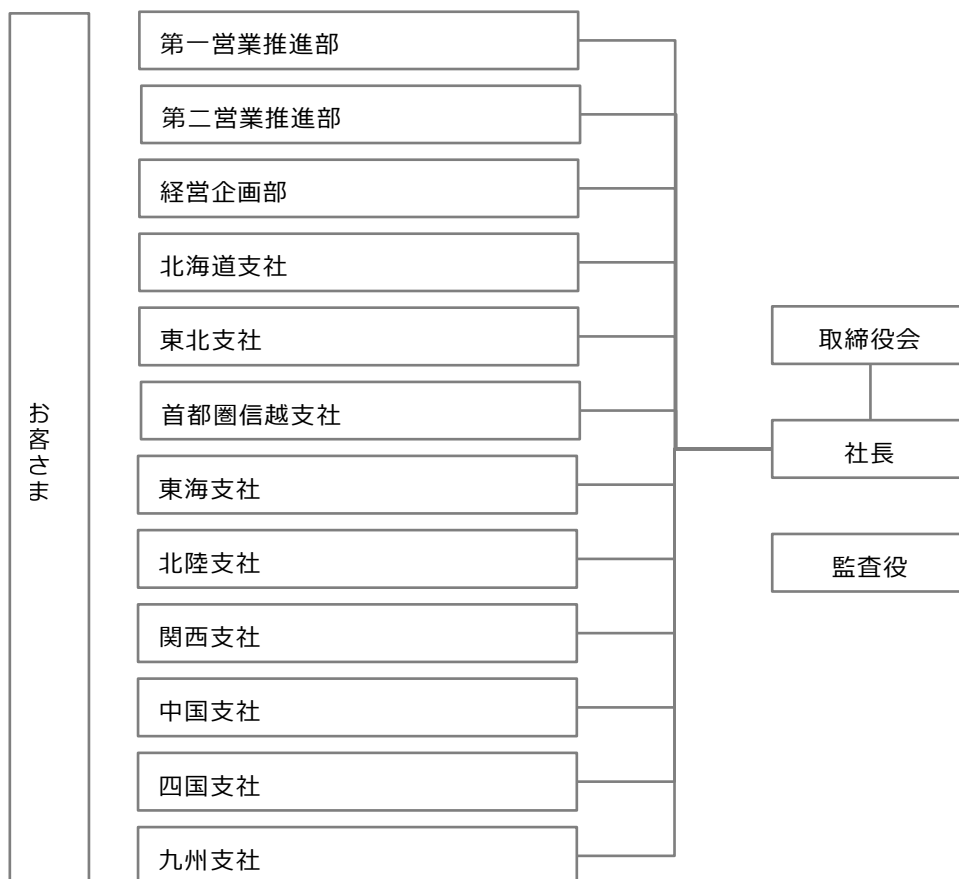 お客さま
第一営業推進部
第二営業推進部
経営企画部
北海道支社
東北支社
首都圏信越支社
東海支社
北陸支社
関西支社
中国支社
四国支社
九州支社
取締役会
社長
監査役